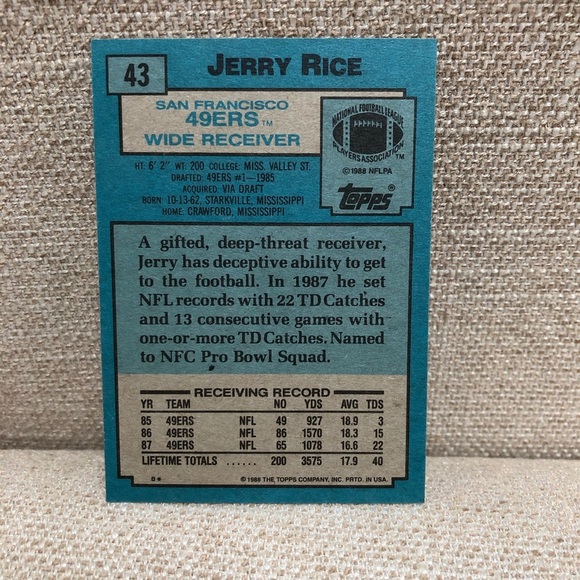 43
JERRY RICE
SAN FRANCISCO
49ERS TM
WIDE RECEIVER
NATIONAL FOOTBALL LEAGUE
PLAYERS ASSOCIATION TM
©1988 NFLPA
topps®
HT: 6' 2" WT: 200 COLLEGE: MISS. VALLEY ST.
DRAFTED: 49ERS #1—1985
ACQUIRED: VIA DRAFT
BORN: 10-13-62, STARKVILLE, MISSISSIPPI
HOME: CRAWFORD, MISSISSIPPI
A gifted, deep-threat receiver,
Jerry has deceptive ability to get
to the football. In 1987 he set
NFL records with 22 TD Catches
and 13 consecutive games with
one-or-more TD Catches. Named
to NFC Pro Bowl Squad.
RECEIVING RECORD
YR TEAM NO YDS AVG TDS
85 49ERS NFL 49 927 18.9 3
86 49ERS NFL 86 1570 18.3 15
87 49ERS NFL 65 1078 16.6 22
LIFETIME TOTALS ...... 200 3575 17.9 40
D* ©1988 THE TOPPS COMPANY, INC. PRTD. IN USA.